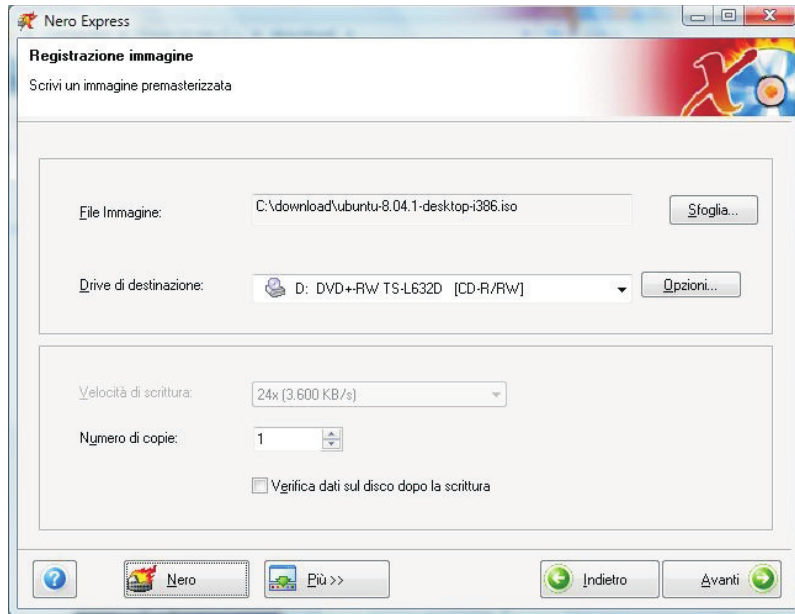 Nero Express
Registrazione immagine
Scrivi un immagine premasterizzata
File Immagine: C:\download\ubuntu-8.04.1-desktop-i386.iso Sfoglia...
Drive di destinazione: D: DVD+-RW TS-L632D [CD-R/RW] Opzioni...
Velocità di scrittura: 24x (3.600 KB/s)
Numero di copie: 1
Verifica dati sul disco dopo la scrittura
? Nero Più >> Indietro Avanti